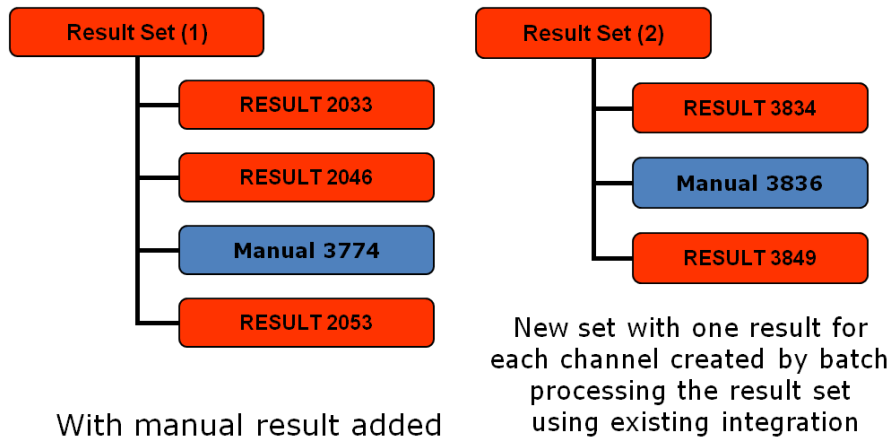 Result Set (1)
RESULT 2033
RESULT 2046
Manual 3774
RESULT 2053
With manual result added
Result Set (2)
RESULT 3834
Manual 3836
RESULT 3849
New set with one result for
each channel created by batch
processing the result set
using existing integration